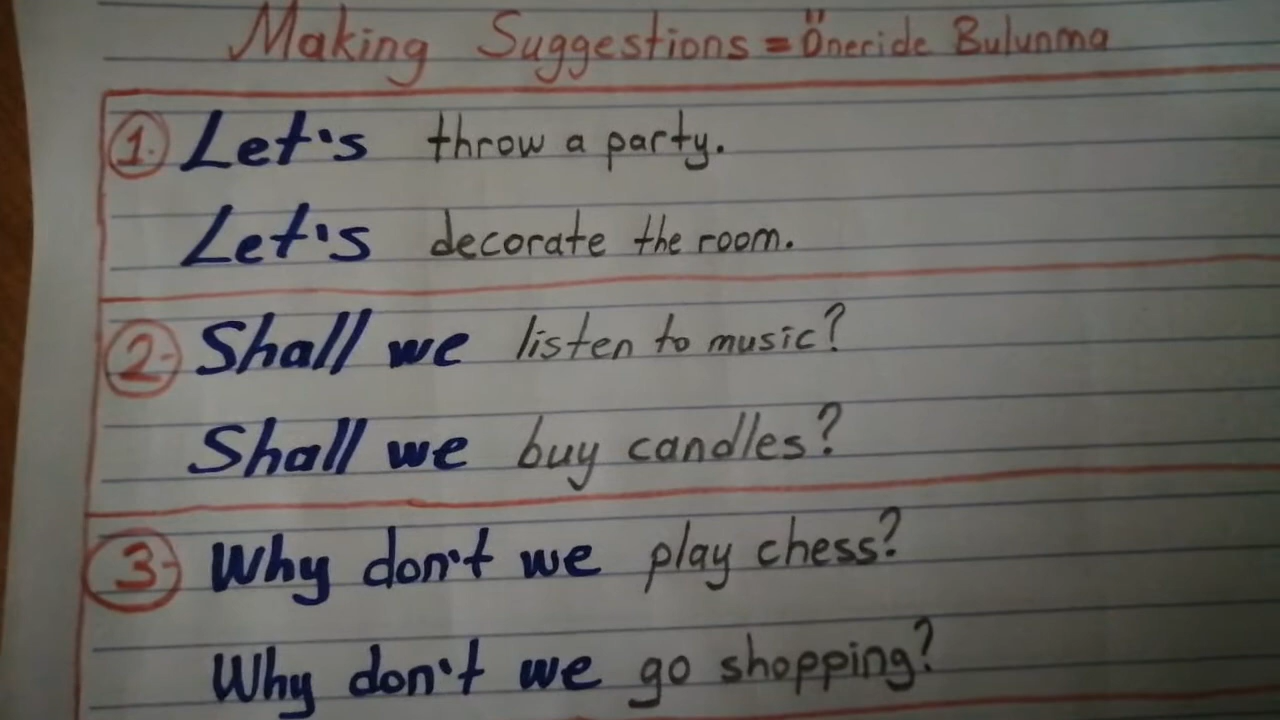 Making Suggestions = Öneride Bulunma
1. Let's throw a party.
Let's decorate the room.
2- Shall we listen to music?
Shall we buy candles?
3- Why don't we play chess?
Why don't we go shopping?